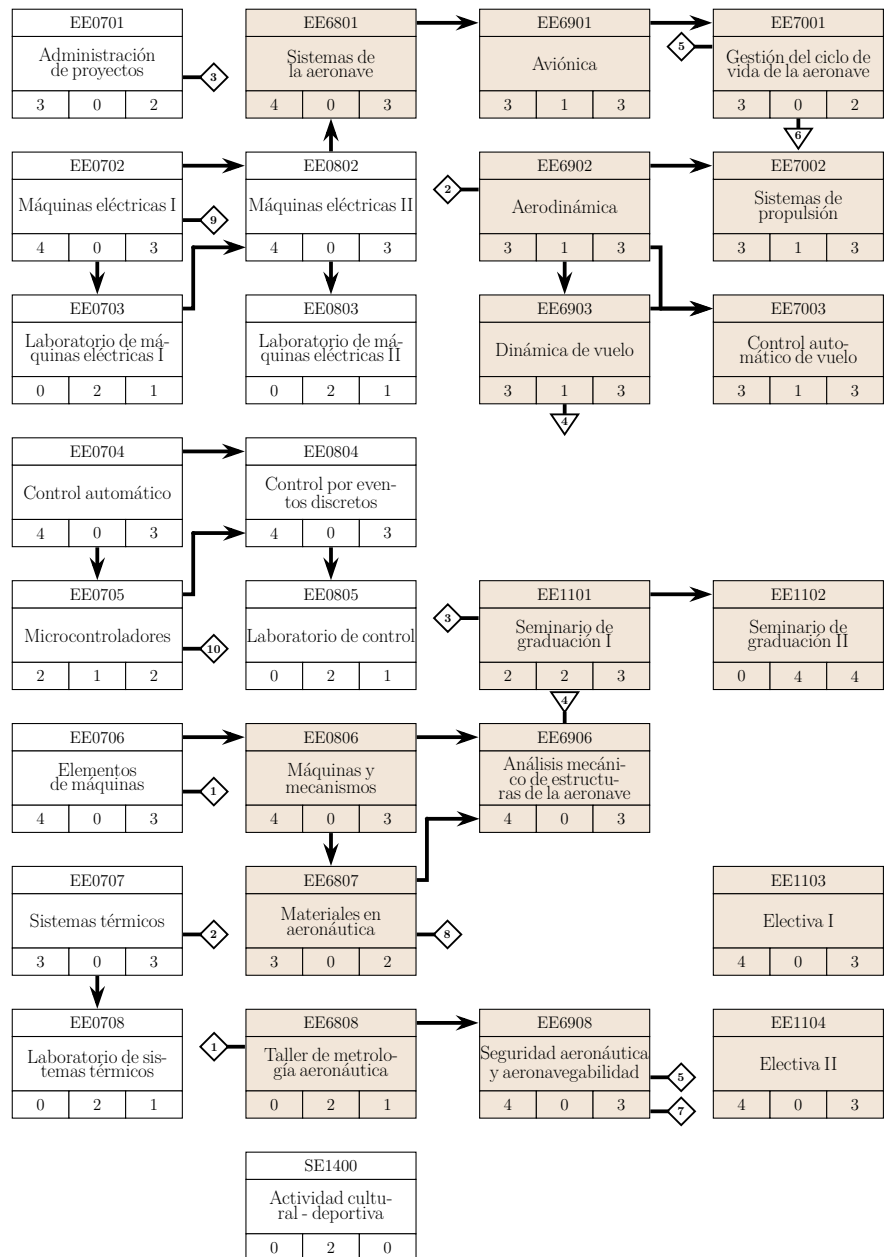 EE0701
Administración
de proyectos
3 0 2
3
EE6801
Sistemas de
la aeronave
4 0 3
EE6901
Aviónica
3 1 3
5
EE7001
Gestión del ciclo de
vida de la aeronave
3 0 2
6
EE0702
Máquinas eléctricas I
4 0 3
9
EE0802
Máquinas eléctricas II
4 0 3
2
EE6902
Aerodinámica
3 1 3
EE7002
Sistemas de
propulsión
3 1 3
EE0703
Laboratorio de má-
quinas eléctricas I
0 2 1
EE0803
Laboratorio de má-
quinas eléctricas II
0 2 1
EE6903
Dinámica de vuelo
3 1 3
4
EE7003
Control auto-
mático de vuelo
3 1 3
EE0704
Control automático
4 0 3
EE0804
Control por even-
tos discretos
4 0 3
EE0705
Microcontroladores
2 1 2
10
EE0805
Laboratorio de control
0 2 1
3
EE1101
Seminario de
graduación I
2 2 3
EE1102
Seminario de
graduación II
0 4 4
EE0706
Elementos
de máquinas
4 0 3
1
EE0806
Máquinas y
mecanismos
4 0 3
4
EE6906
Análisis mecáni-
co de estructu-
ras de la aeronave
4 0 3
EE0707
Sistemas térmicos
3 0 3
2
EE6807
Materiales en
aeronáutica
3 0 2
8
EE1103
Electiva I
4 0 3
EE0708
Laboratorio de sis-
temas térmicos
0 2 1
1
EE6808
Taller de metrolo-
gía aeronáutica
0 2 1
EE6908
Seguridad aeronáutica
y aeronavegabilidad
4 0 3
5
7
EE1104
Electiva II
4 0 3
SE1400
Actividad cultu-
ral - deportiva
0 2 0